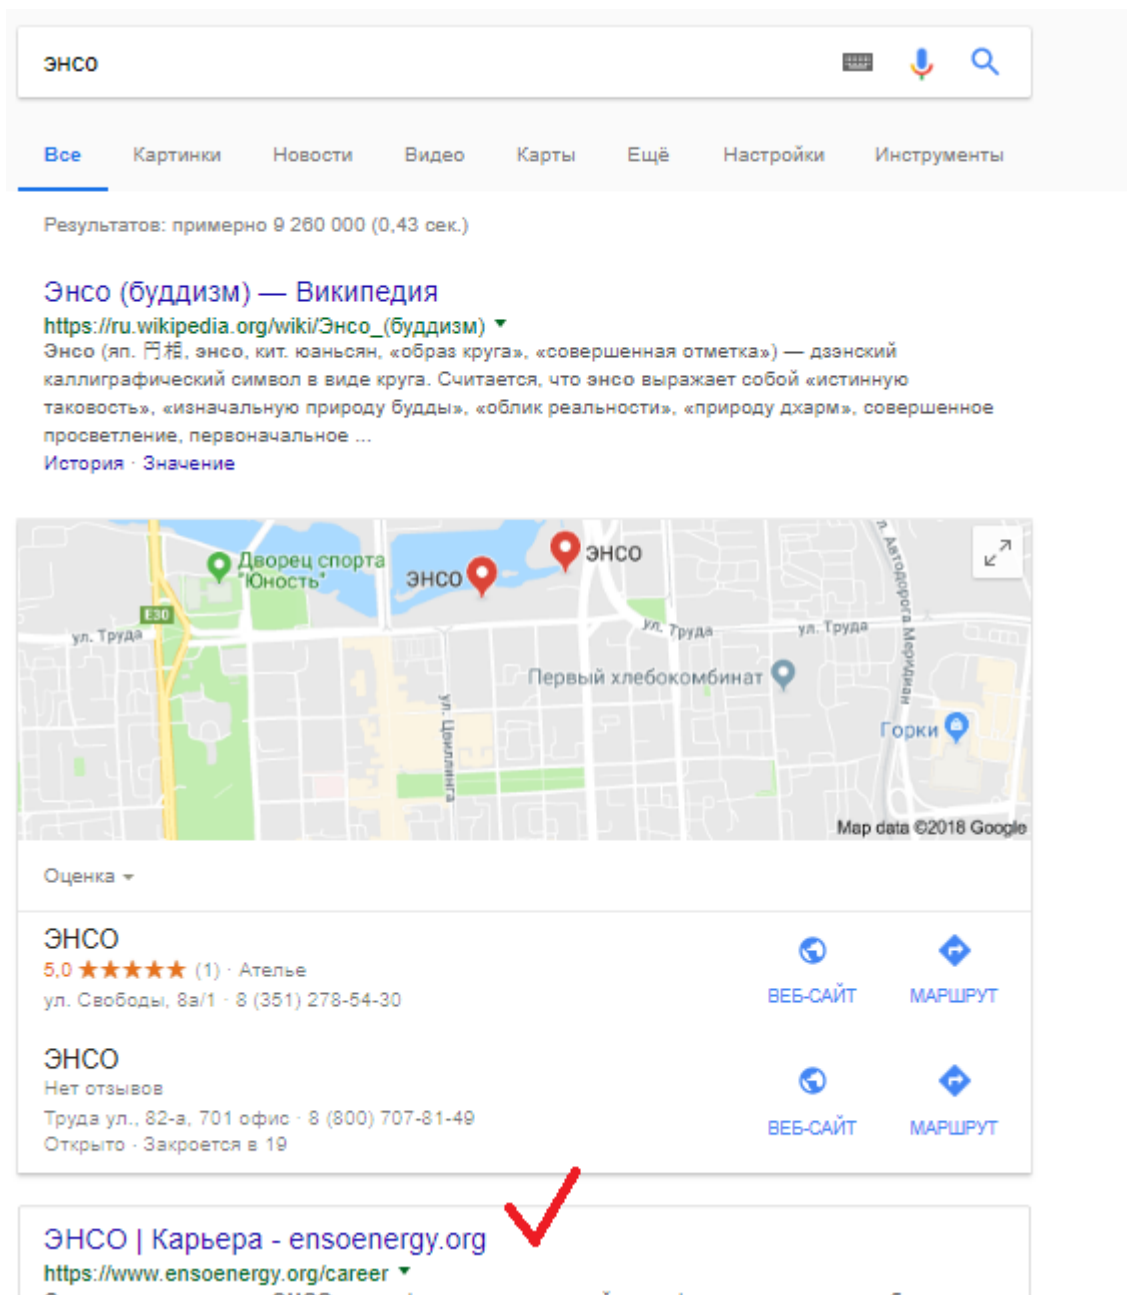 энсо
Все Картинки Новости Видео Карты Ещё Настройки Инструменты
Результатов: примерно 9 260 000 (0,43 сек.)
Энсо (буддизм) — Википедия
https://ru.wikipedia.org/wiki/Энсо_(буддизм)
Энсо (яп. 円相, энсо, кит. юаньсян, «образ круга», «совершенная отметка») — дзэнский
каллиграфический символ в виде круга. Считается, что энсо выражает собой «истинную
таковость», «изначальную природу будды», «облик реальности», «природу дхарм», совершенное
просветление, первоначальное ...
История · Значение
Дворец спорта
"Юность"
ЭНСО
ЭНСО
E30
ул. Труда
ул. Труда
ул. Труда
л. Автодорога Меридиан
Первый хлебокомбинат
ул. Цвиллинга
Горки
Map data ©2018 Google
Оценка
ЭНСО
5,0 ★★★★★ (1) · Ателье
ул. Свободы, 8а/1 · 8 (351) 278-54-30
ВЕБ-САЙТ МАРШРУТ
ЭНСО
Нет отзывов
Труда ул., 82-а, 701 офис · 8 (800) 707-81-49
Открыто · Закроется в 19
ВЕБ-САЙТ МАРШРУТ
ЭНСО | Карьера - ensoenergy.org
https://www.ensoenergy.org/career